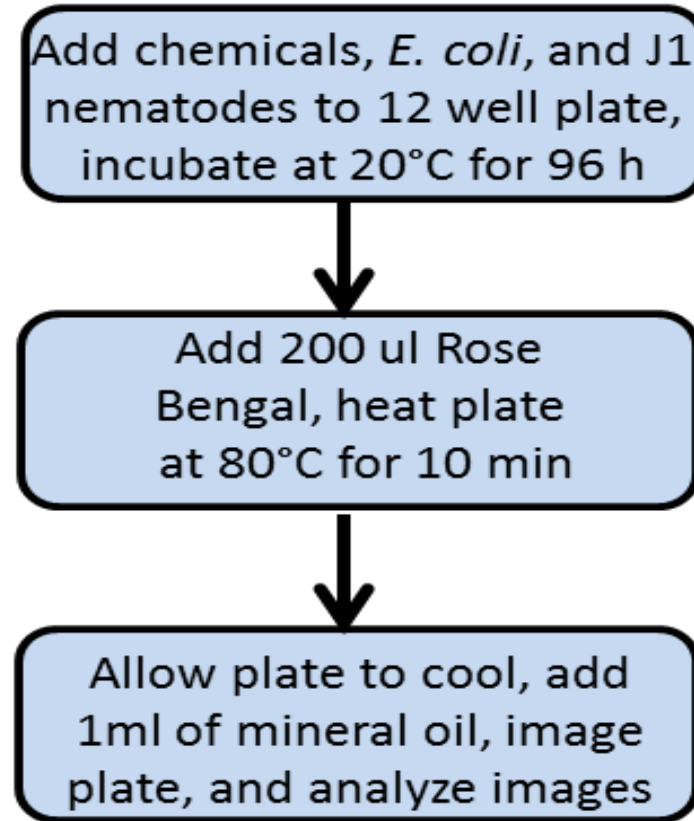 Add chemicals, E. coli, and J1
nematodes to 12 well plate,
incubate at 20°C for 96 h
Add 200 ul Rose
Bengal, heat plate
at 80°C for 10 min
Allow plate to cool, add
1ml of mineral oil, image
plate, and analyze images